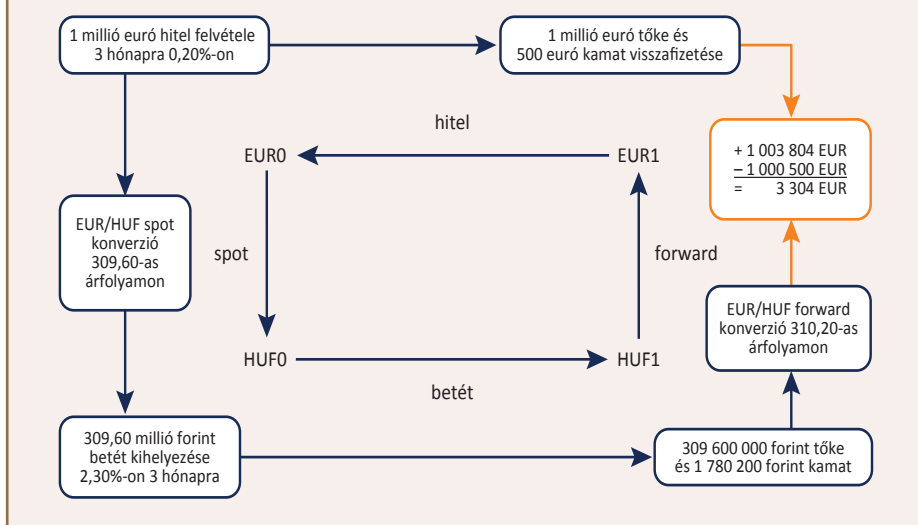 1 millió euró hitel felvétele
3 hónapra 0,20%-on
1 millió euró tőke és
500 euró kamat visszafizetése
hitel
EUR0
EUR1
+ 1 003 804 EUR
– 1 000 500 EUR
= 3 304 EUR
EUR/HUF spot
konverzió
309,60-as
árfolyamon
spot
forward
EUR/HUF forward
konverzió 310,20-as
árfolyamon
HUF0
HUF1
betét
309,60 millió forint
betét kihelyezése
2,30%-on 3 hónapra
309 600 000 forint tőke
és 1 780 200 forint kamat